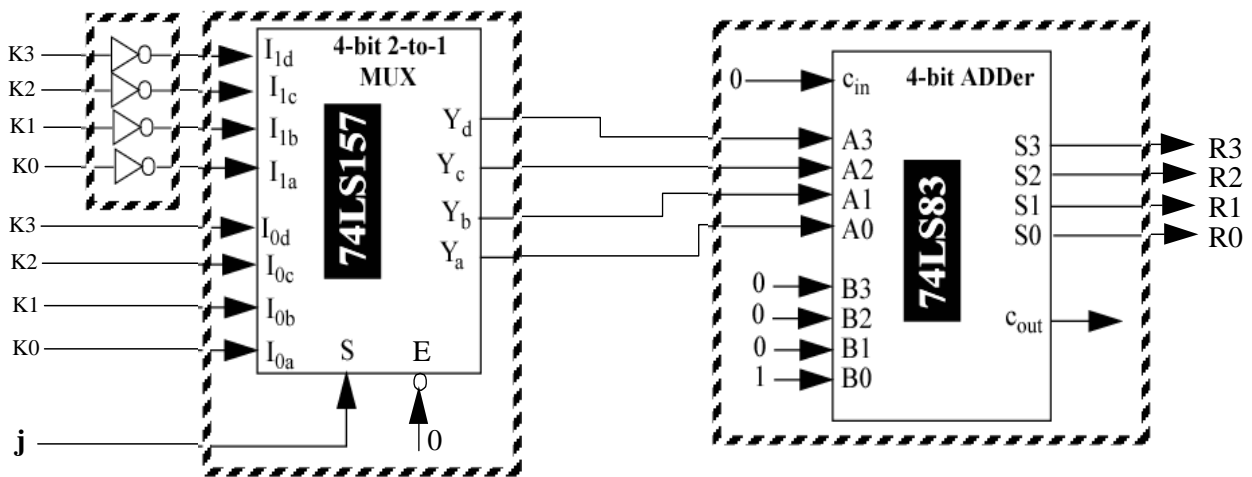 K3
K2
K1
K0
K3
K2
K1
K0
j
I1d
I1c
I1b
I1a
I0d
I0c
I0b
I0a
4-bit 2-to-1
MUX
74LS157
Yd
Yc
Yb
Ya
S
E
0
0
cin
4-bit ADDer
A3
A2
A1
A0
74LS83
0
B3
0
B2
0
B1
1
B0
S3
S2
S1
S0
cout
R3
R2
R1
R0